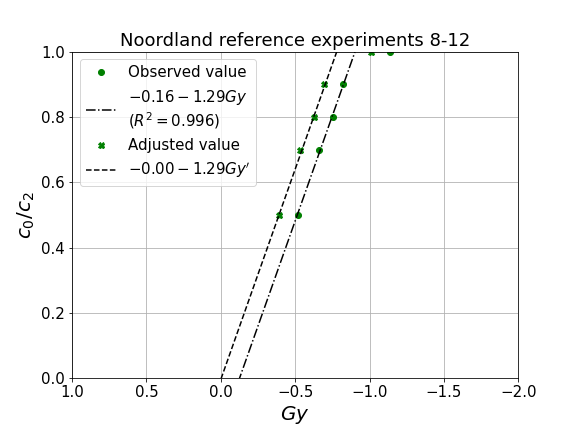 Noordland reference experiments 8-12
Observed value
−0.16 − 1.29Gy
(R² = 0.996)
Adjusted value
−0.00 − 1.29Gy′
c₀/c₂
1.0
0.8
0.6
0.4
0.2
0.0
1.0 0.5 0.0 −0.5 −1.0 −1.5 −2.0
Gy